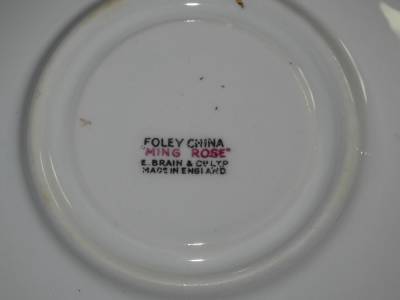 FOLEY CHINA
"MING ROSE"
E. BRAIN & Co LTD
MADE IN ENGLAND